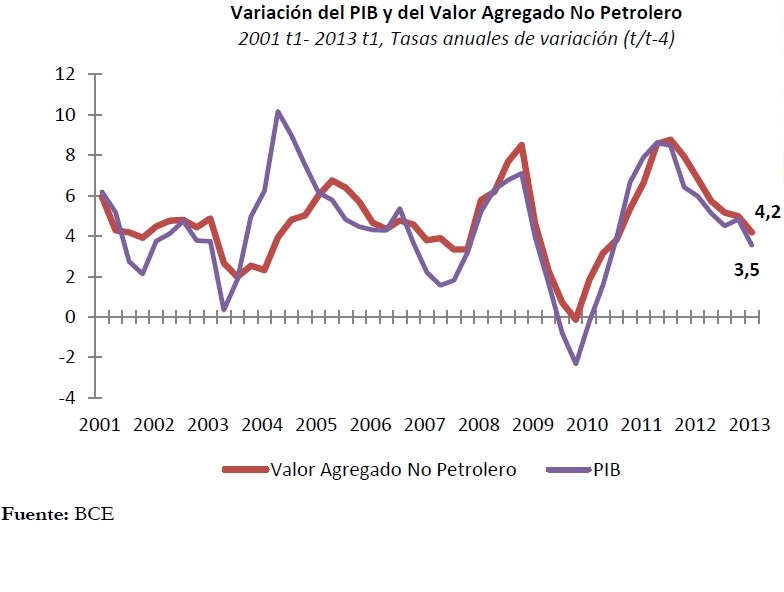 Variación del PIB y del Valor Agregado No Petrolero
2001 t1- 2013 t1, Tasas anuales de variación (t/t-4)
12
10
8
6
4
2
0
-2
-4
4,2
3,5
2001 2002 2003 2004 2005 2006 2007 2008 2009 2010 2011 2012 2013
Valor Agregado No Petrolero PIB
Fuente: BCE